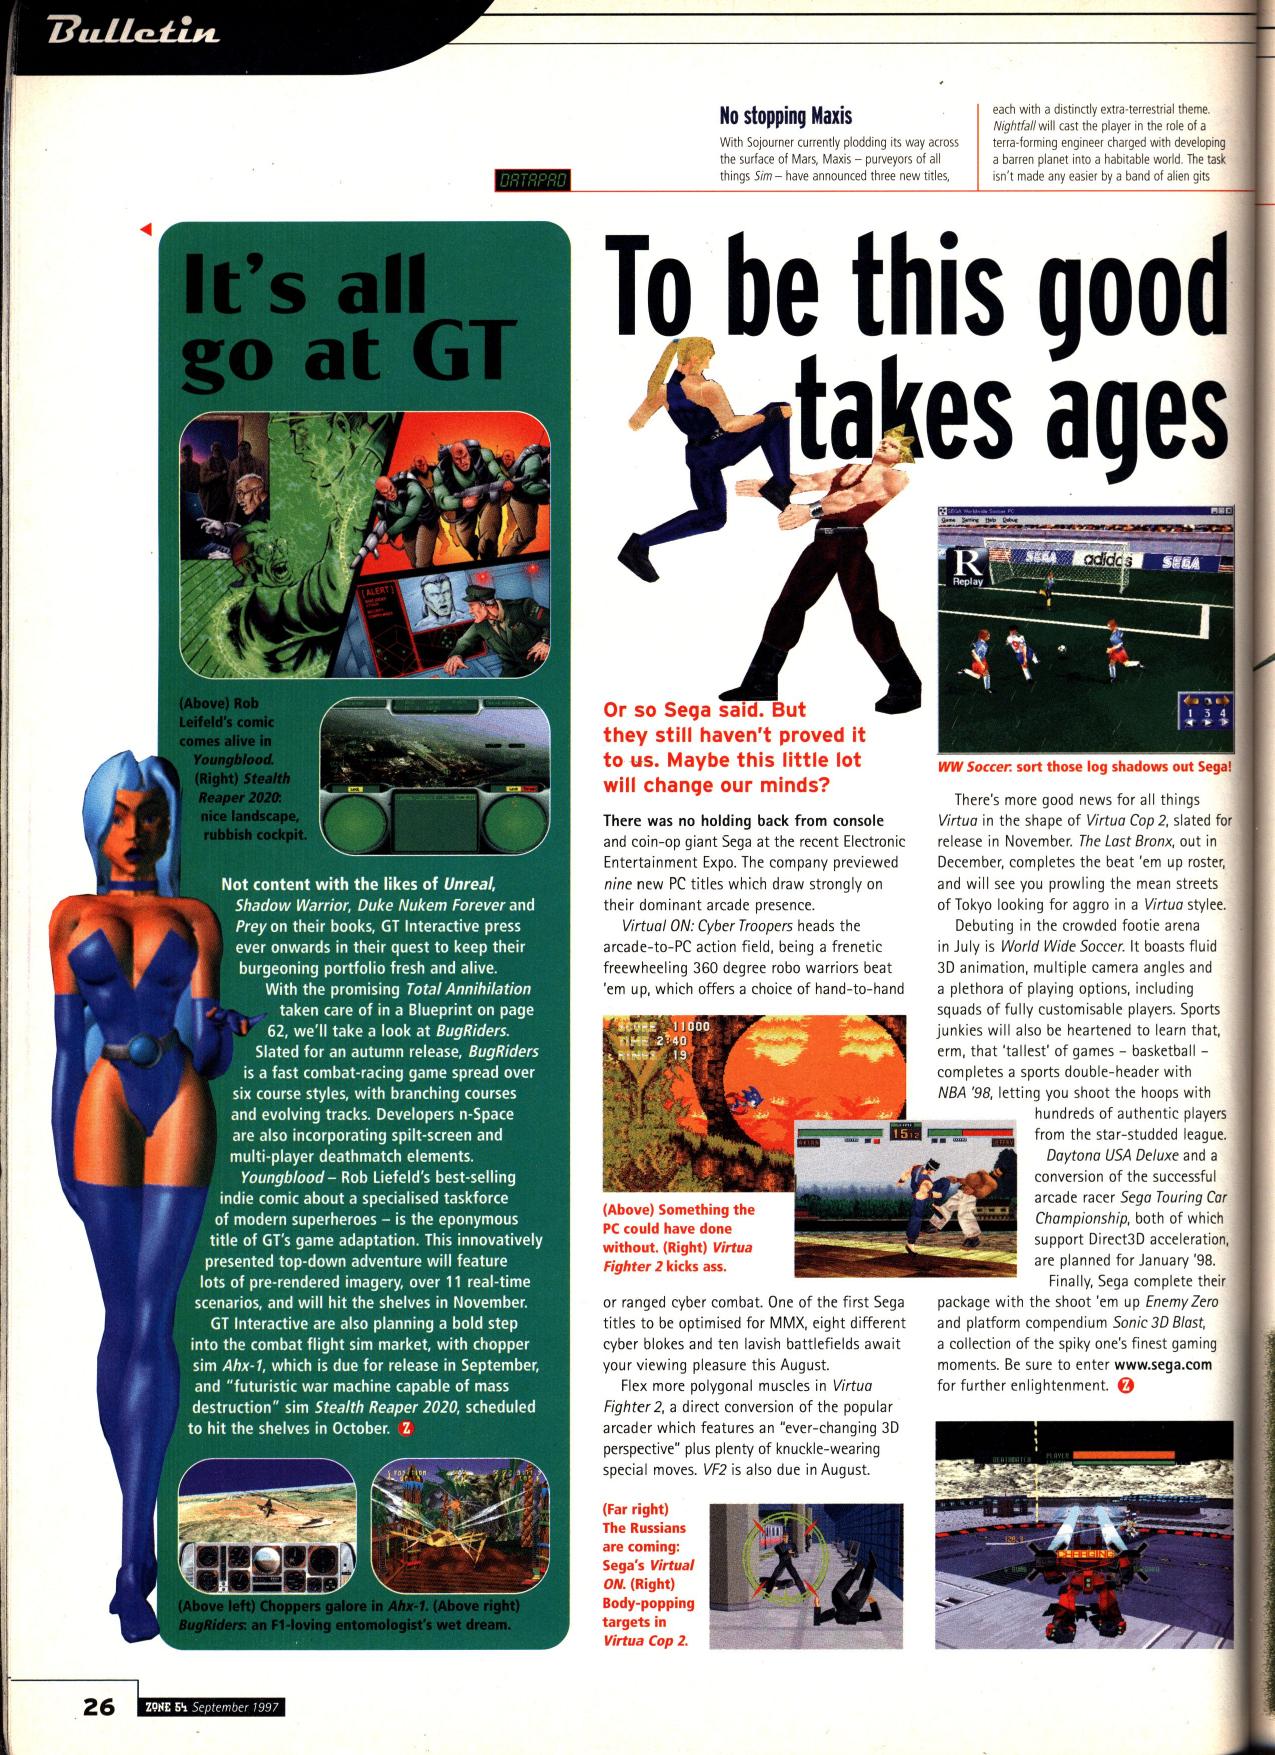 Bulletin
No stopping Maxis
With Sojourner currently plodding its way across
the surface of Mars, Maxis – purveyors of all
things Sim – have announced three new titles,
each with a distinctly extra-terrestrial theme.
Nightfall will cast the player in the role of a
terra-forming engineer charged with developing
a barren planet into a habitable world. The task
isn't made any easier by a band of alien gits
DATAPAD
It's all
go at GT
[ALERT]
(Above) Rob
Leifeld's comic
comes alive in
Youngblood.
(Right) Stealth
Reaper 2020:
nice landscape,
rubbish cockpit.
Not content with the likes of Unreal,
Shadow Warrior, Duke Nukem Forever and
Prey on their books, GT Interactive press
ever onwards in their quest to keep their
burgeoning portfolio fresh and alive.
With the promising Total Annihilation
taken care of in a Blueprint on page
62, we'll take a look at BugRiders.
Slated for an autumn release, BugRiders
is a fast combat-racing game spread over
six course styles, with branching courses
and evolving tracks. Developers n-Space
are also incorporating spilt-screen and
multi-player deathmatch elements.
Youngblood – Rob Liefeld's best-selling
indie comic about a specialised taskforce
of modern superheroes – is the eponymous
title of GT's game adaptation. This innovatively
presented top-down adventure will feature
lots of pre-rendered imagery, over 11 real-time
scenarios, and will hit the shelves in November.
GT Interactive are also planning a bold step
into the combat flight sim market, with chopper
sim Ahx-1, which is due for release in September,
and "futuristic war machine capable of mass
destruction" sim Stealth Reaper 2020, scheduled
to hit the shelves in October. Z
(Above left) Choppers galore in Ahx-1. (Above right)
BugRiders: an F1-loving entomologist's wet dream.
To be this good
takes ages
Or so Sega said. But
they still haven't proved it
to us. Maybe this little lot
will change our minds?
There was no holding back from console
and coin-op giant Sega at the recent Electronic
Entertainment Expo. The company previewed
nine new PC titles which draw strongly on
their dominant arcade presence.
Virtual ON: Cyber Troopers heads the
arcade-to-PC action field, being a frenetic
freewheeling 360 degree robo warriors beat
'em up, which offers a choice of hand-to-hand
SCORE 11000
TIME 2:40
RINGS 19
(Above) Something the
PC could have done
without. (Right) Virtua
Fighter 2 kicks ass.
or ranged cyber combat. One of the first Sega
titles to be optimised for MMX, eight different
cyber blokes and ten lavish battlefields await
your viewing pleasure this August.
Flex more polygonal muscles in Virtua
Fighter 2, a direct conversion of the popular
arcader which features an "ever-changing 3D
perspective" plus plenty of knuckle-wearing
special moves. VF2 is also due in August.
(Far right)
The Russians
are coming:
Sega's Virtual
ON. (Right)
Body-popping
targets in
Virtua Cop 2.
SEGA Worldwide Soccer PC
Game Setting Help Debug
R
Replay
SEGA adidas SEGA
1 3 4
WW Soccer: sort those log shadows out Sega!
There's more good news for all things
Virtua in the shape of Virtua Cop 2, slated for
release in November. The Last Bronx, out in
December, completes the beat 'em up roster,
and will see you prowling the mean streets
of Tokyo looking for aggro in a Virtua stylee.
Debuting in the crowded footie arena
in July is World Wide Soccer. It boasts fluid
3D animation, multiple camera angles and
a plethora of playing options, including
squads of fully customisable players. Sports
junkies will also be heartened to learn that,
erm, that 'tallest' of games – basketball –
completes a sports double-header with
NBA '98, letting you shoot the hoops with
hundreds of authentic players
from the star-studded league.
Daytona USA Deluxe and a
conversion of the successful
arcade racer Sega Touring Car
Championship, both of which
support Direct3D acceleration,
are planned for January '98.
Finally, Sega complete their
package with the shoot 'em up Enemy Zero
and platform compendium Sonic 3D Blast,
a collection of the spiky one's finest gaming
moments. Be sure to enter www.sega.com
for further enlightenment. Z
PLAYER
CHARGING
26
ZONE 54 September 1997